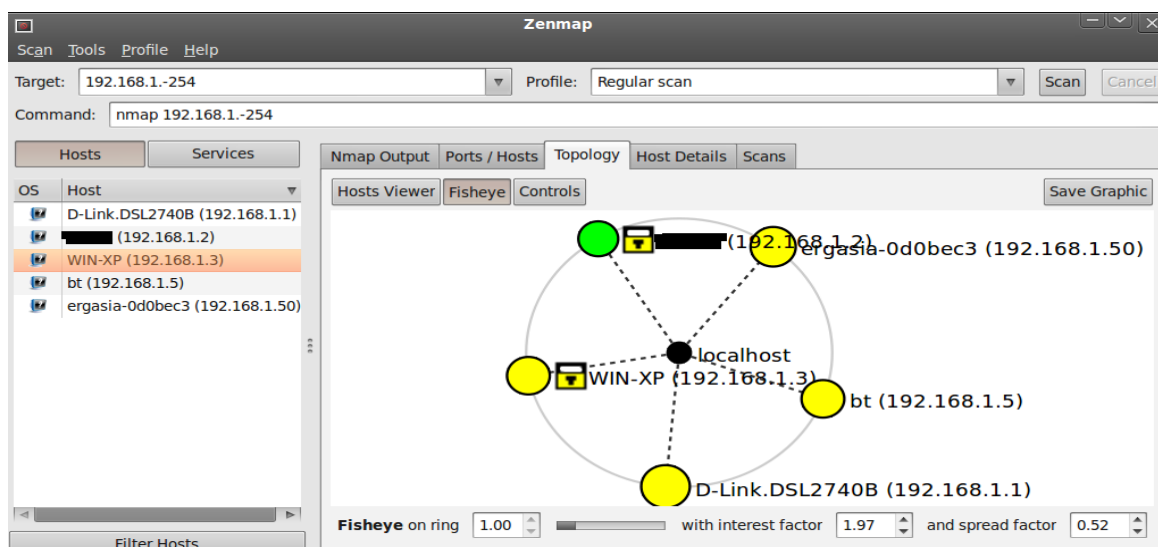 Zenmap
Scan Tools Profile Help
Target: 192.168.1.-254 Profile: Regular scan Scan Cancel
Command: nmap 192.168.1.-254
Hosts Services
Nmap Output Ports / Hosts Topology Host Details Scans
OS Host
Hosts Viewer Fisheye Controls Save Graphic
D-Link.DSL2740B (192.168.1.1)
(192.168.1.2)
WIN-XP (192.168.1.3)
bt (192.168.1.5)
ergasia-0d0bec3 (192.168.1.50)
(192.168.1.2)
ergasia-0d0bec3 (192.168.1.50)
localhost
WIN-XP (192.168.1.3)
bt (192.168.1.5)
D-Link.DSL2740B (192.168.1.1)
Fisheye on ring 1.00 with interest factor 1.97 and spread factor 0.52
Filter Hosts